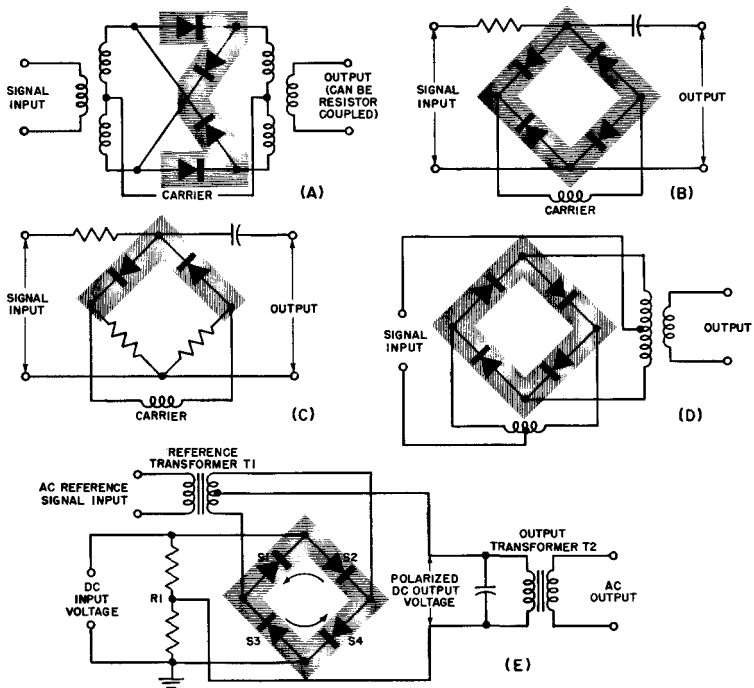 SIGNAL
INPUT
OUTPUT
(CAN BE
RESISTOR
COUPLED)
CARRIER
(A)
SIGNAL
INPUT
OUTPUT
CARRIER
(B)
SIGNAL
INPUT
OUTPUT
CARRIER
(C)
SIGNAL
INPUT
OUTPUT
(D)
REFERENCE
TRANSFORMER T1
AC REFERENCE
SIGNAL INPUT
DC
INPUT
VOLTAGE
R1
S1
S2
S3
S4
POLARIZED
DC OUTPUT
VOLTAGE
OUTPUT
TRANSFORMER T2
AC
OUTPUT
(E)